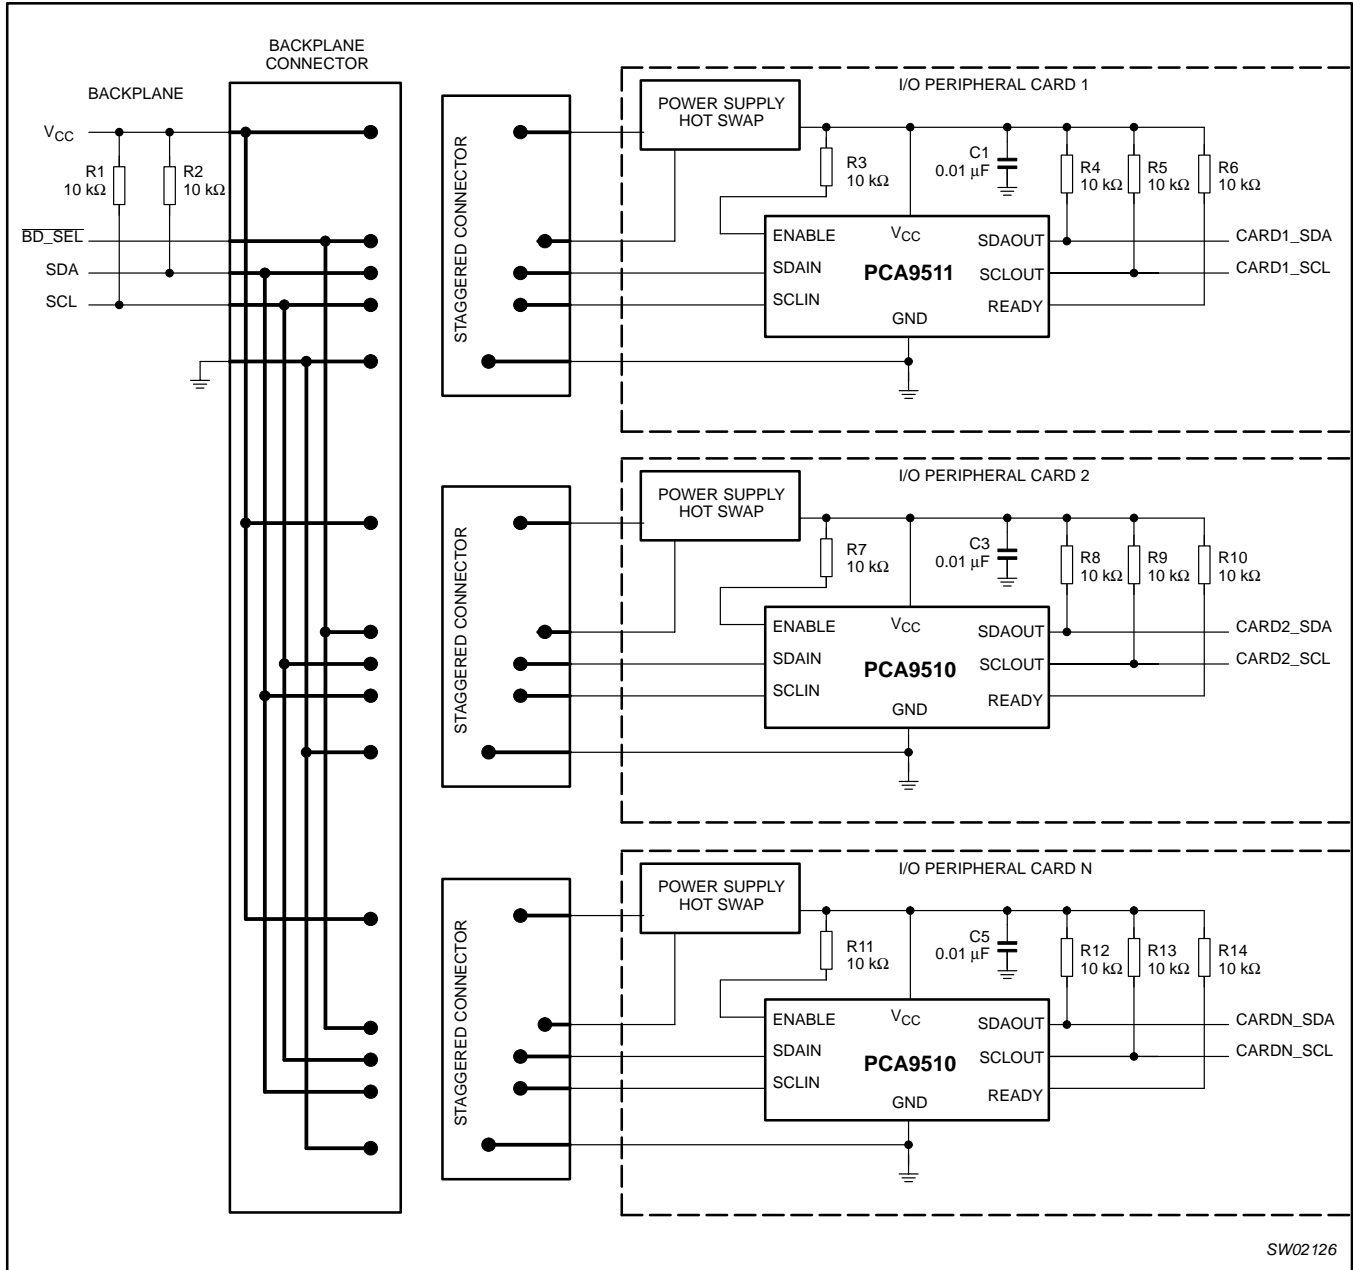 BACKPLANE
CONNECTOR
BACKPLANE
VCC
R1
10 kΩ
R2
10 kΩ
BD_SEL
SDA
SCL
STAGGERED CONNECTOR
I/O PERIPHERAL CARD 1
POWER SUPPLY
HOT SWAP
R3
10 kΩ
C1
0.01 μF
R4
10 kΩ
R5
10 kΩ
R6
10 kΩ
ENABLE
VCC
SDAOUT
CARD1_SDA
SDAIN
PCA9511
SCLOUT
CARD1_SCL
SCLIN
READY
GND
STAGGERED CONNECTOR
I/O PERIPHERAL CARD 2
POWER SUPPLY
HOT SWAP
R7
10 kΩ
C3
0.01 μF
R8
10 kΩ
R9
10 kΩ
R10
10 kΩ
ENABLE
VCC
SDAOUT
CARD2_SDA
SDAIN
PCA9510
SCLOUT
CARD2_SCL
SCLIN
READY
GND
STAGGERED CONNECTOR
I/O PERIPHERAL CARD N
POWER SUPPLY
HOT SWAP
R11
10 kΩ
C5
0.01 μF
R12
10 kΩ
R13
10 kΩ
R14
10 kΩ
ENABLE
VCC
SDAOUT
CARDN_SDA
SDAIN
PCA9510
SCLOUT
CARDN_SCL
SCLIN
READY
GND
SW02126